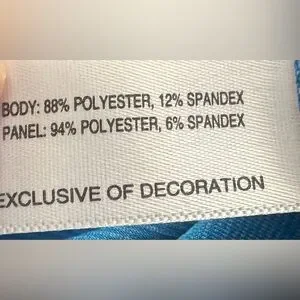 BODY: 88% POLYESTER, 12% SPANDEX
PANEL: 94% POLYESTER, 6% SPANDEX
EXCLUSIVE OF DECORATION